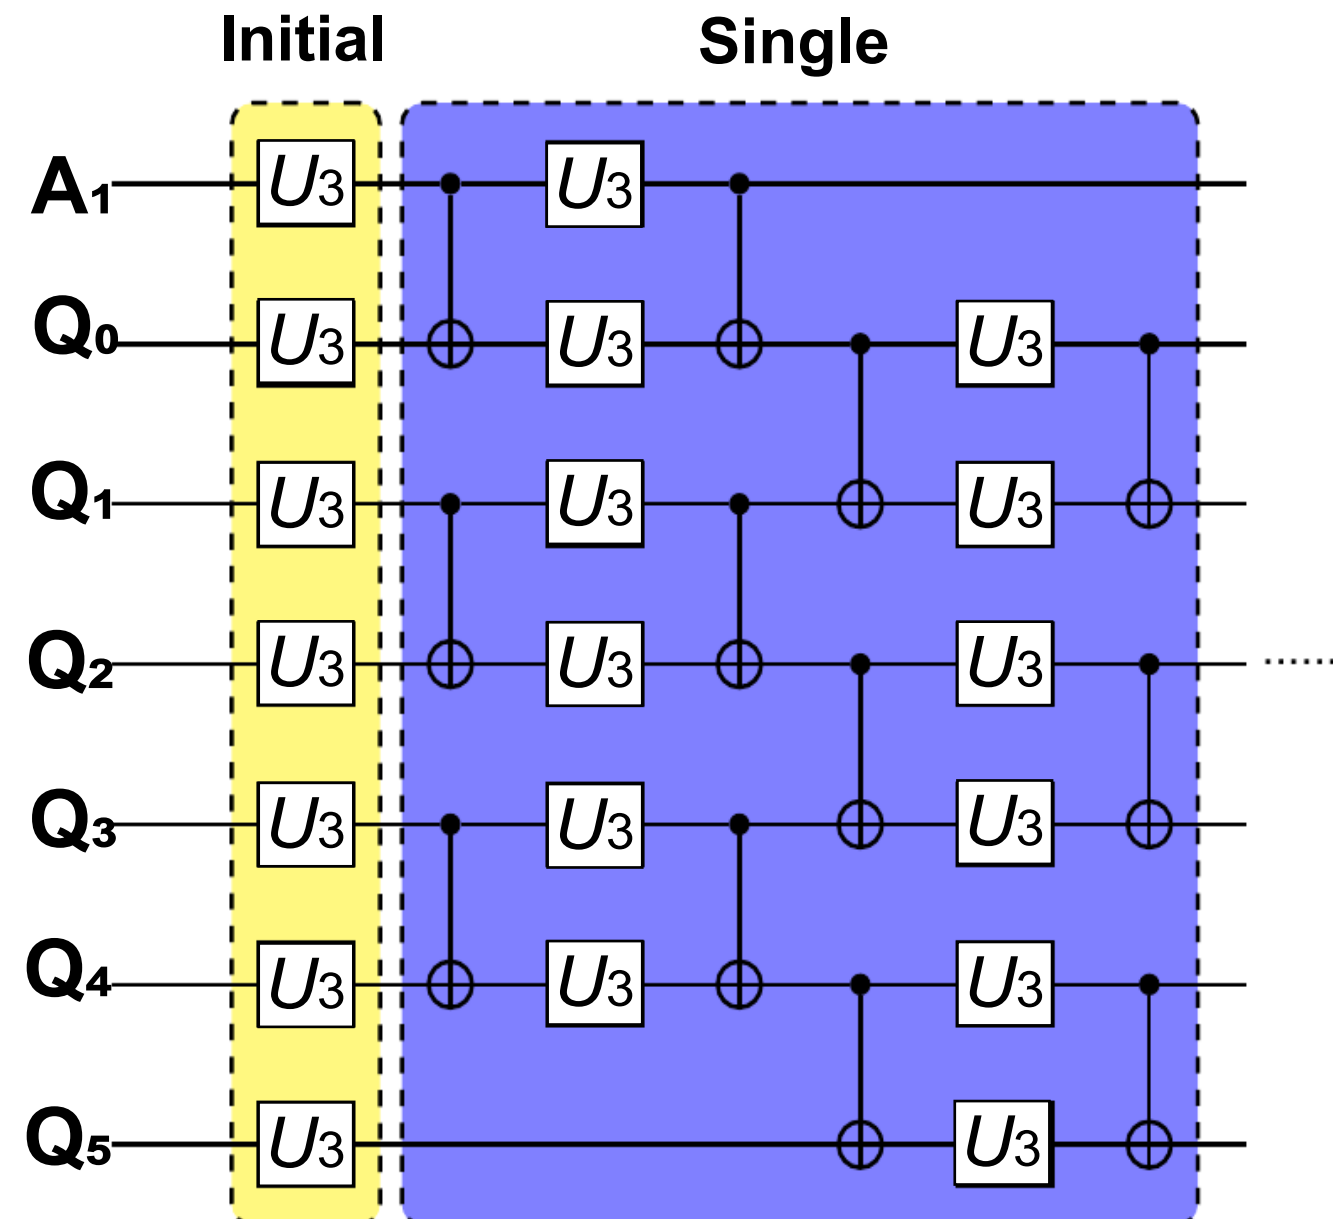 Initial Single
A₁ U3 U3
Q₀ U3 U3 U3
Q₁ U3 U3 U3
Q₂ U3 U3 U3 ......
Q₃ U3 U3 U3
Q₄ U3 U3 U3
Q₅ U3 U3